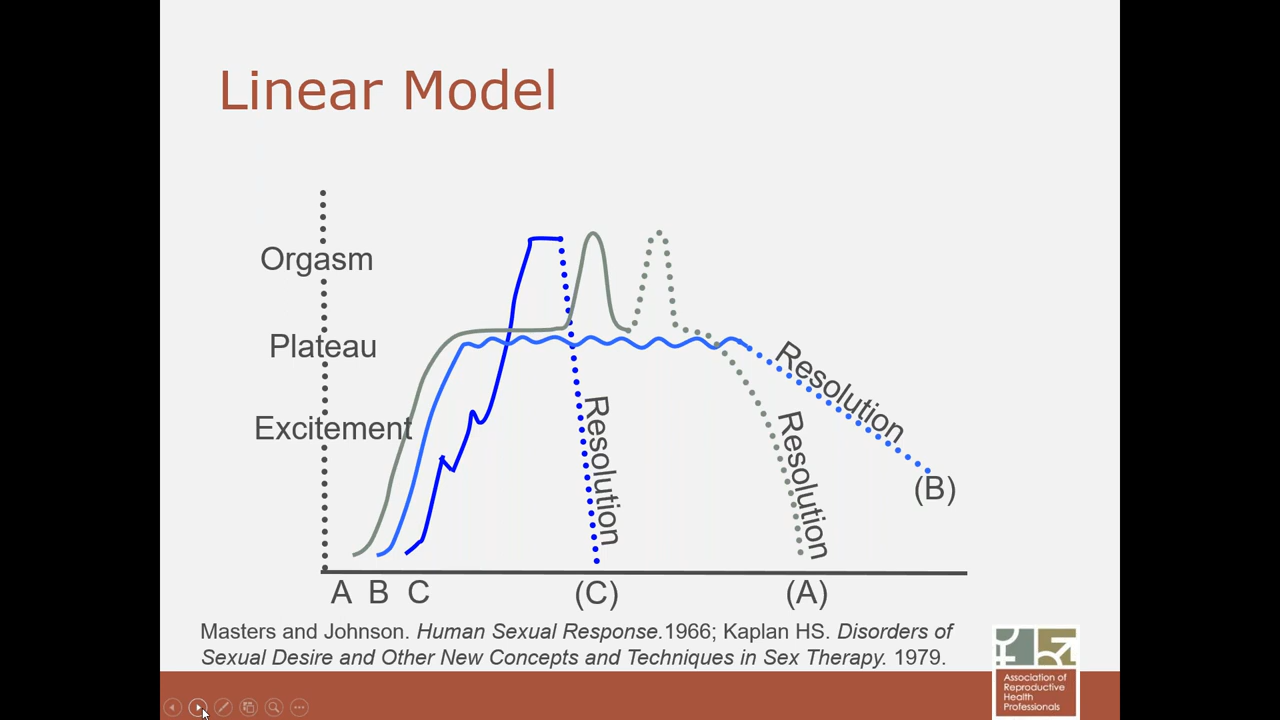 Linear Model
Orgasm
Plateau
Excitement
Resolution
Resolution
Resolution
(B)
A B C (C) (A)
Masters and Johnson. Human Sexual Response.1966; Kaplan HS. Disorders of
Sexual Desire and Other New Concepts and Techniques in Sex Therapy. 1979.
Association of
Reproductive
Health
Professionals